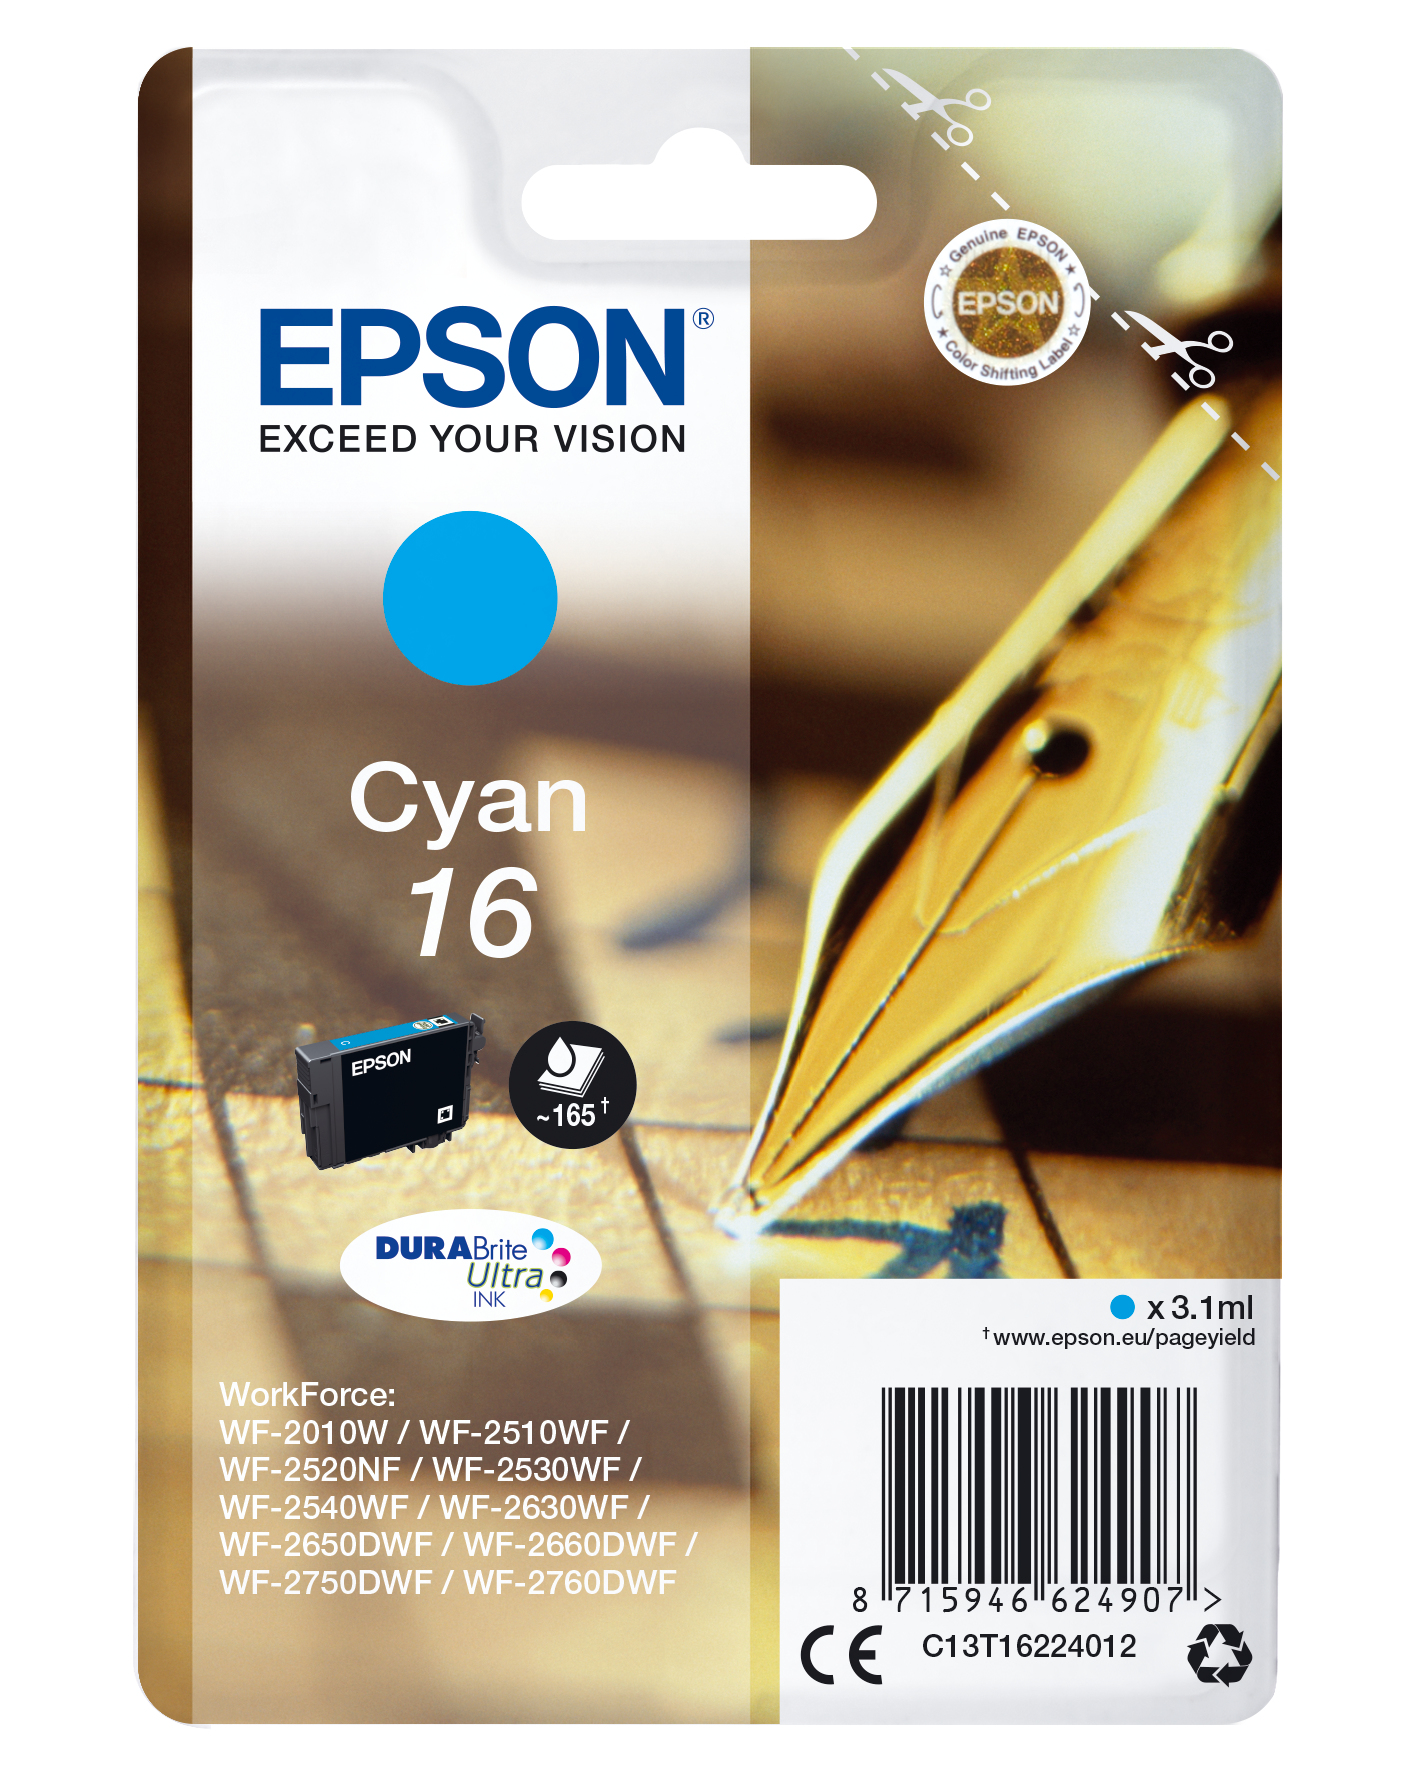 Genuine EPSON
EPSON
Color Shifting Label
EPSON®
EXCEED YOUR VISION
Cyan
16
C
EPSON
~165†
DURABrite
Ultra
INK
x 3.1ml
†www.epson.eu/pageyield
WorkForce:
WF-2010W / WF-2510WF /
WF-2520NF / WF-2530WF /
WF-2540WF / WF-2630WF /
WF-2650DWF / WF-2660DWF /
WF-2750DWF / WF-2760DWF
8 715946 624907 >
CE
C13T16224012